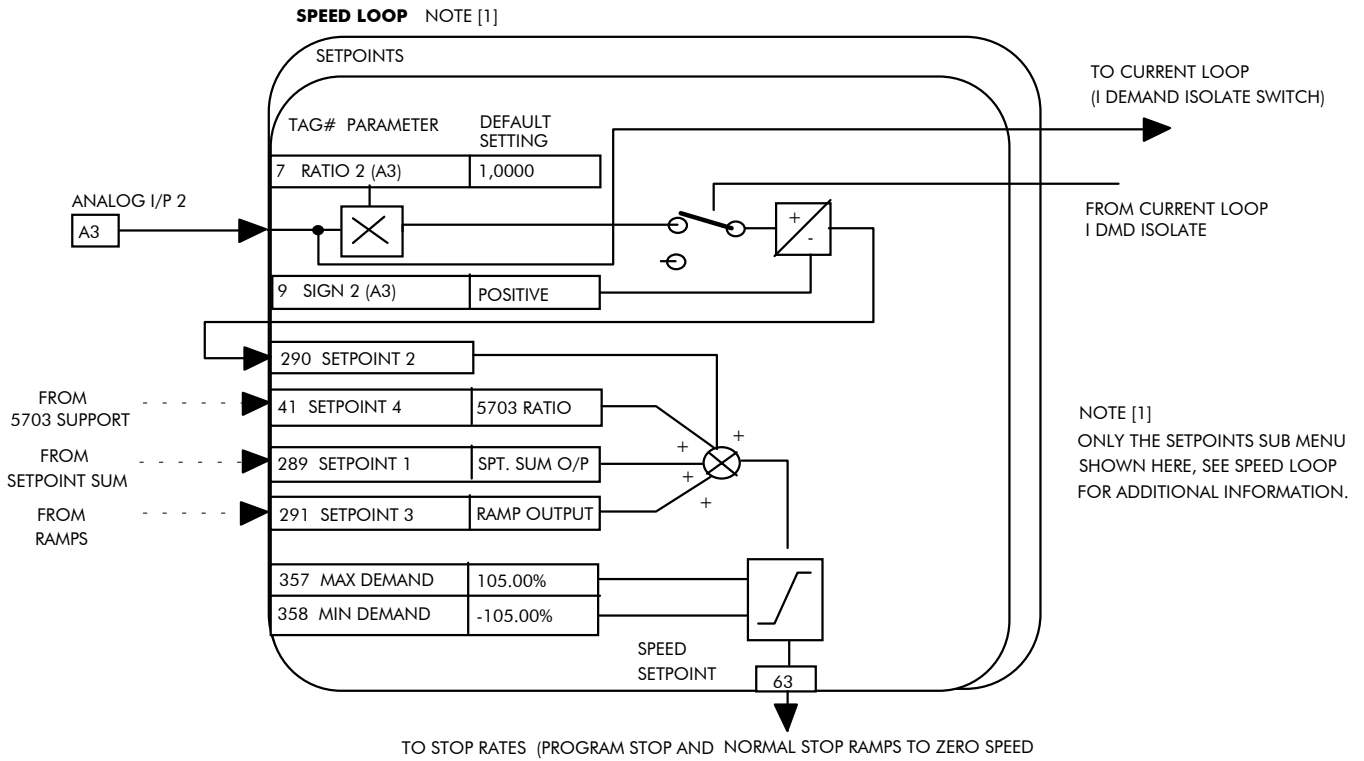 SPEED LOOP NOTE [1]
SETPOINTS
TO CURRENT LOOP
(I DEMAND ISOLATE SWITCH)
TAG# PARAMETER
DEFAULT
SETTING
7 RATIO 2 (A3)
1,0000
ANALOG I/P 2
A3
FROM CURRENT LOOP
I DMD ISOLATE
+
-
9 SIGN 2 (A3)
POSITIVE
290 SETPOINT 2
FROM
5703 SUPPORT
41 SETPOINT 4
5703 RATIO
NOTE [1]
ONLY THE SETPOINTS SUB MENU
SHOWN HERE, SEE SPEED LOOP
FOR ADDITIONAL INFORMATION.
+
+
FROM
SETPOINT SUM
289 SETPOINT 1
SPT. SUM O/P
+
+
FROM
RAMPS
291 SETPOINT 3
RAMP OUTPUT
357 MAX DEMAND
105.00%
358 MIN DEMAND
-105.00%
SPEED
SETPOINT
63
TO STOP RATES (PROGRAM STOP AND NORMAL STOP RAMPS TO ZERO SPEED